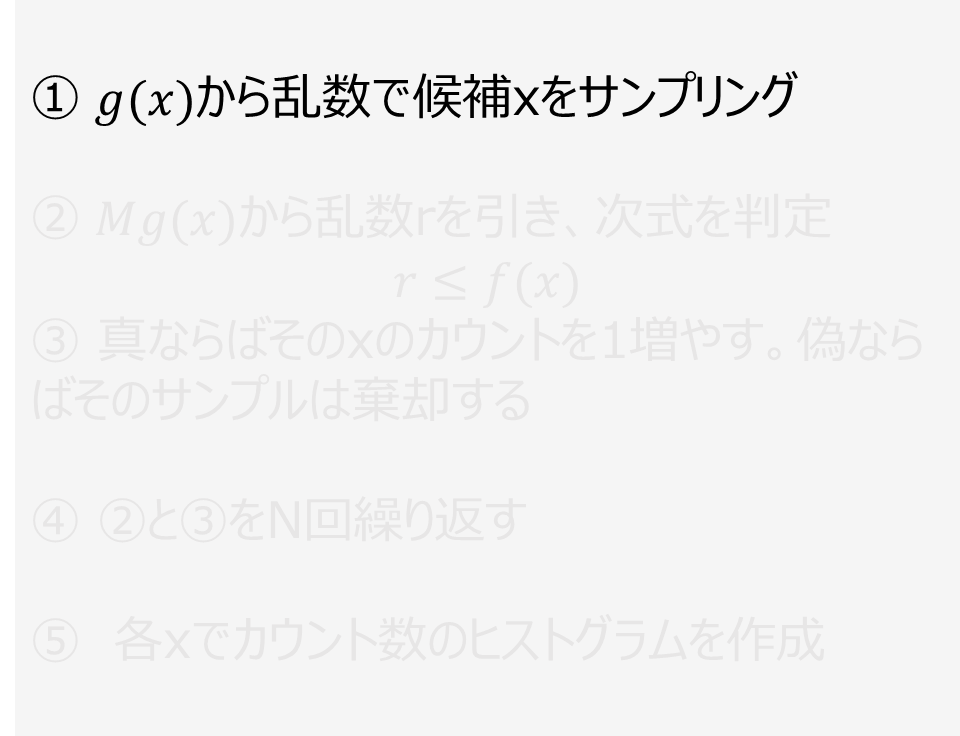 ① g(x)から乱数で候補xをサンプリング
② Mg(x)から乱数rを引き、次式を判定
r ≤ f(x)
③ 真ならばそのxのカウントを1増やす。偽なら
ばそのサンプルは棄却する
④ ②と③をN回繰り返す
⑤ 各xでカウント数のヒストグラムを作成